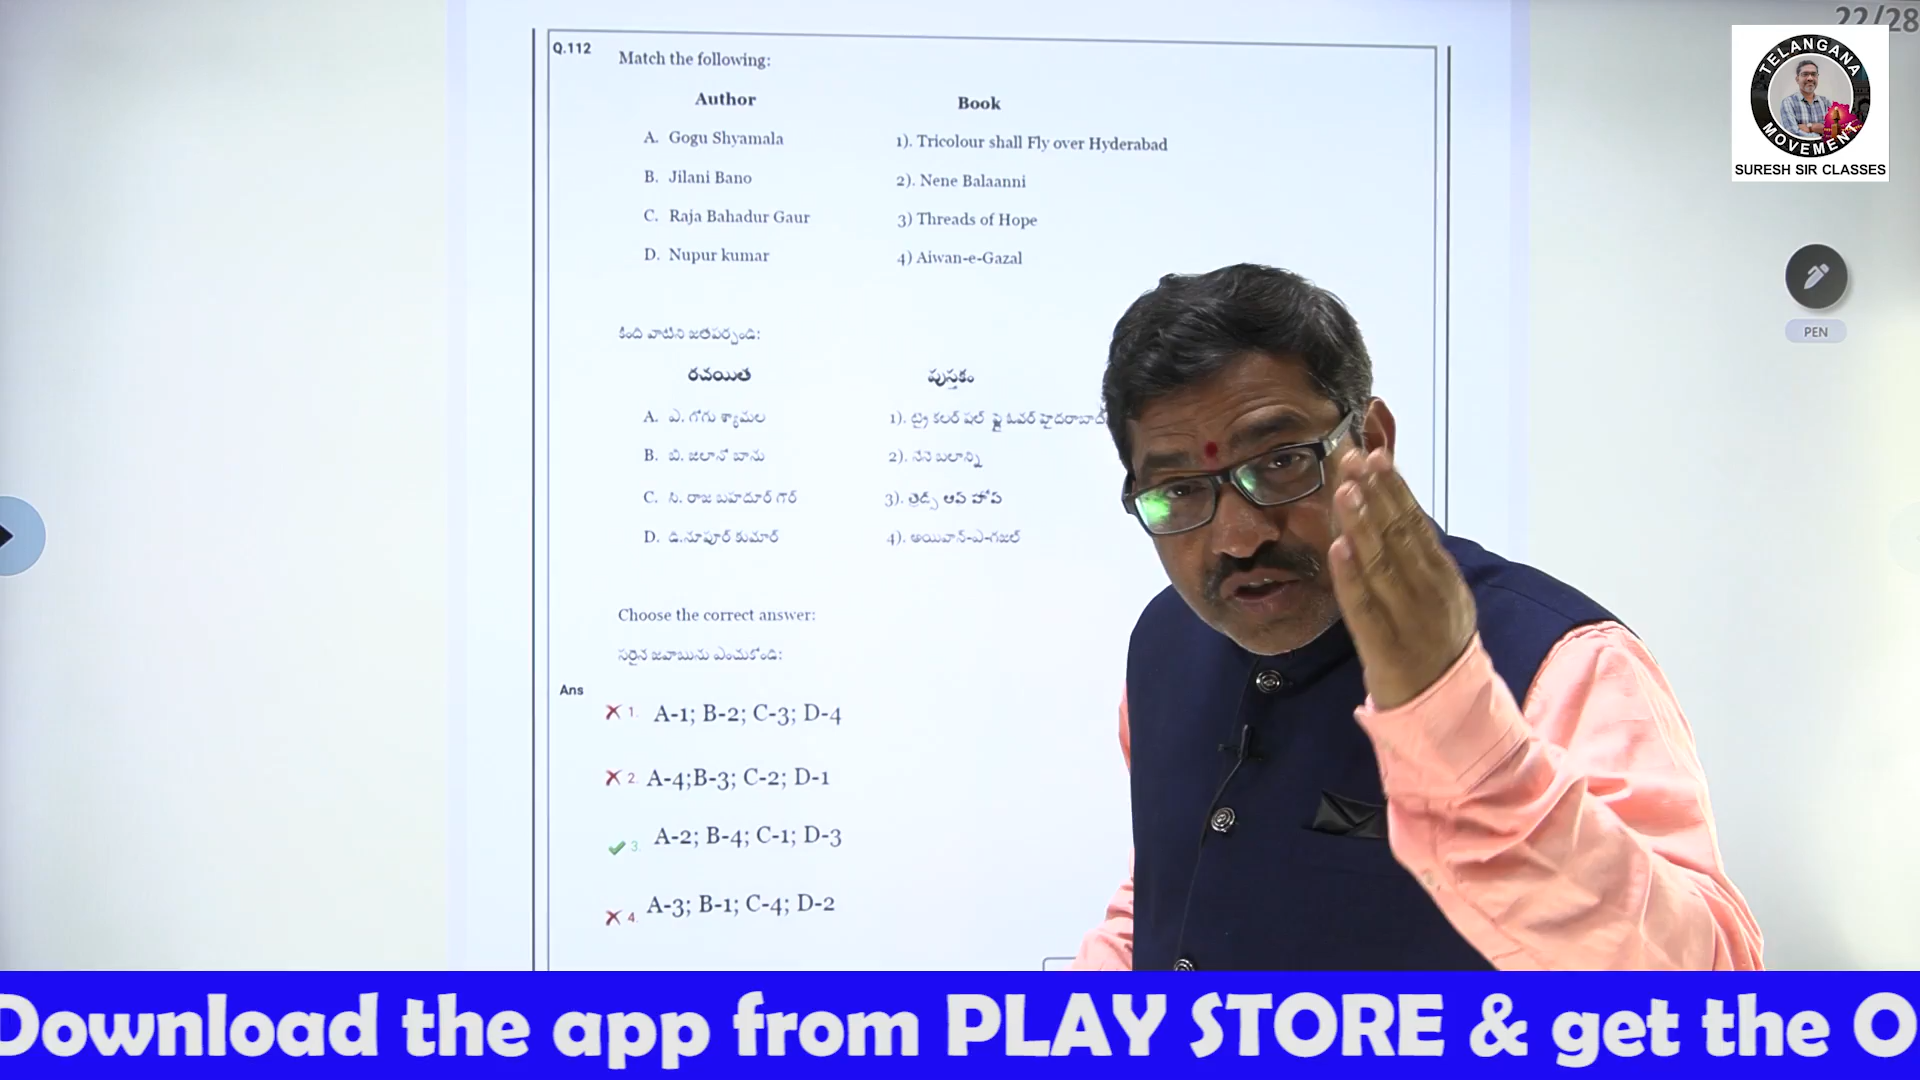 22/28
TELANGANA
MOVEMENT
SURESH SIR CLASSES
PEN
Q.112
Match the following:
Author Book
A. Gogu Shyamala 1). Tricolour shall Fly over Hyderabad
B. Jilani Bano 2). Nene Balaanni
C. Raja Bahadur Gaur 3) Threads of Hope
D. Nupur kumar 4) Aiwan-e-Gazal
కింది వాటిని జతపర్చండి:
రచయిత పుస్తకం
A. ఎ. గోగు శ్యామల 1). ట్రై కలర్ షల్ ఫ్లై ఓవర్ హైదరాబాద్
B. బి. జిలానో బాను 2). నేనె బలాన్ని
C. సి. రాజ బహదూర్ గౌర్ 3). త్రెడ్స్ ఆఫ్ హోప్
D. డి.నూపూర్ కుమార్ 4). అయివాన్-ఎ-గజల్
Choose the correct answer:
సరైన జవాబును ఎంచుకోండి:
Ans
1. A-1; B-2; C-3; D-4
2. A-4;B-3; C-2; D-1
3. A-2; B-4; C-1; D-3
4. A-3; B-1; C-4; D-2
Download the app from PLAY STORE & get the O